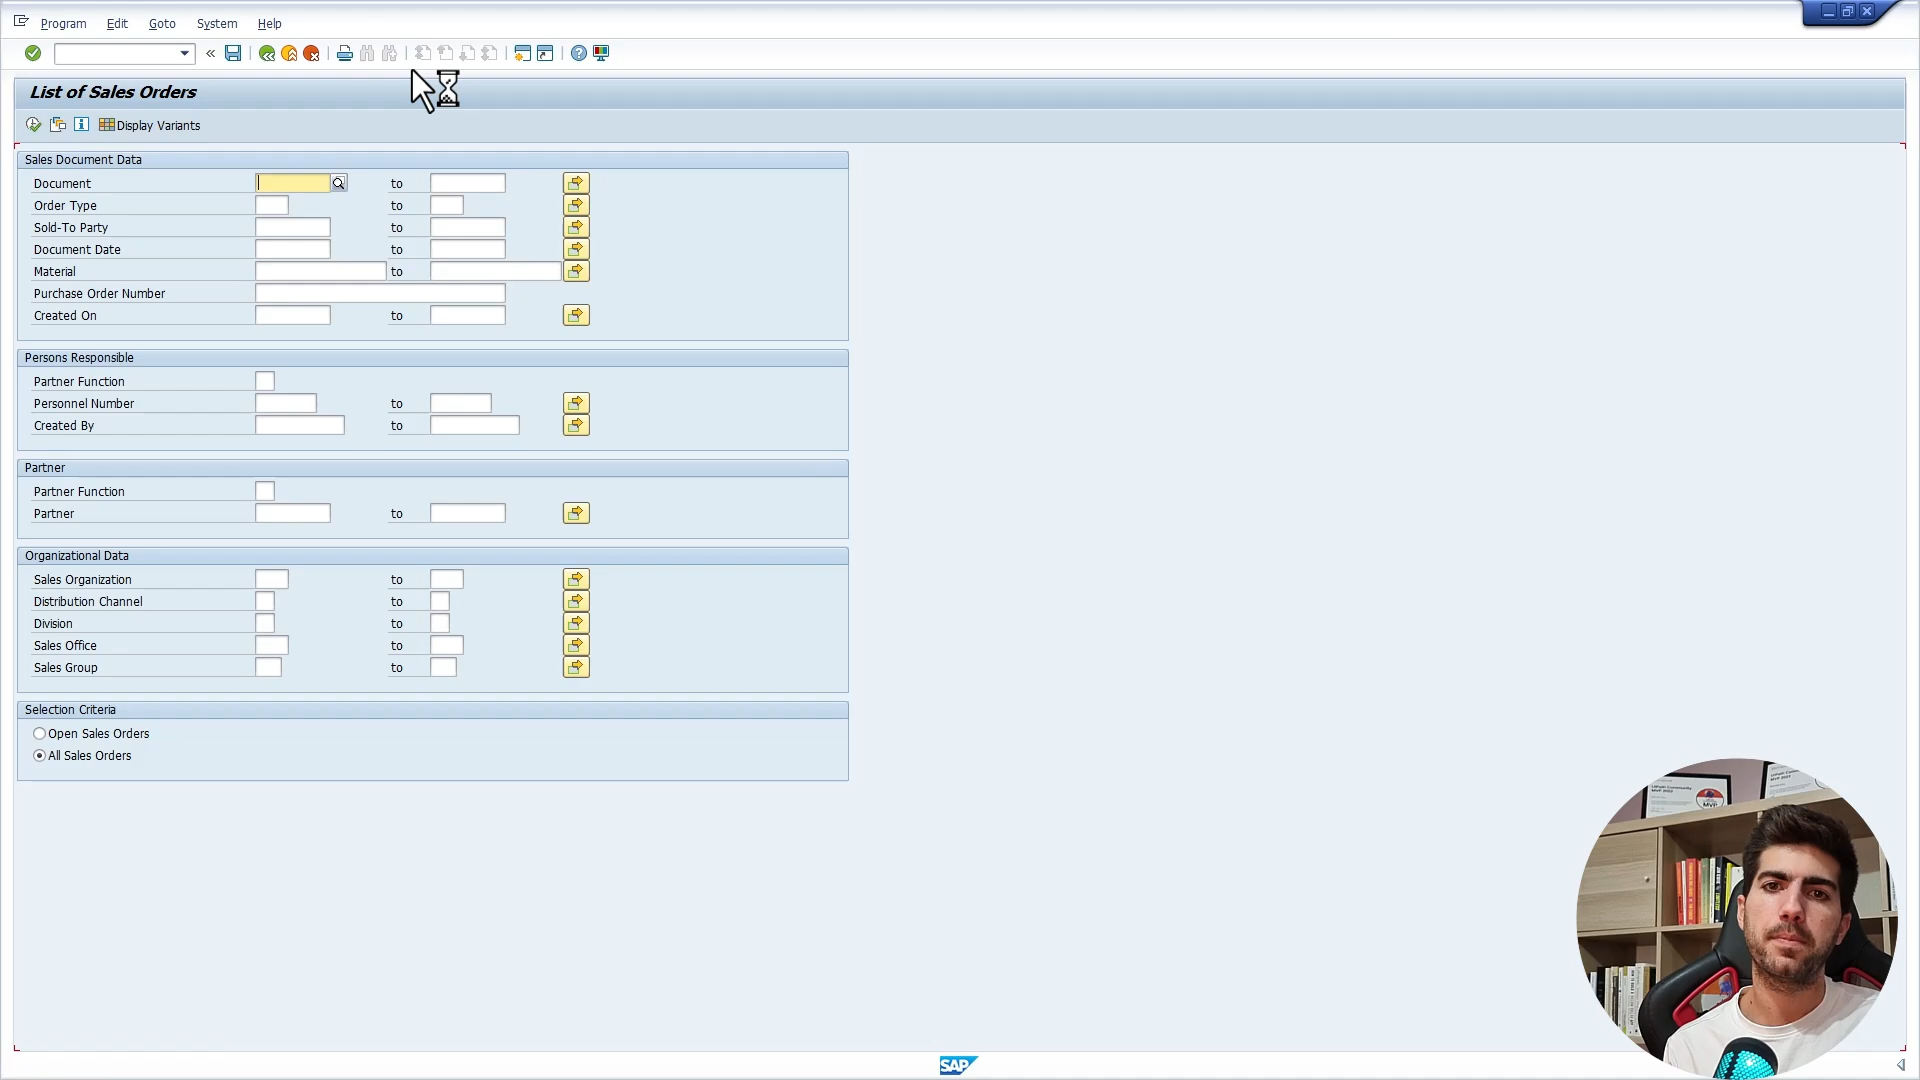 Program Edit Goto System Help
List of Sales Orders
Display Variants
Sales Document Data
Document to
Order Type to
Sold-To Party to
Document Date to
Material to
Purchase Order Number
Created On to
Persons Responsible
Partner Function
Personnel Number to
Created By to
Partner
Partner Function
Partner to
Organizational Data
Sales Organization to
Distribution Channel to
Division to
Sales Office to
Sales Group to
Selection Criteria
Open Sales Orders
All Sales Orders
SAP